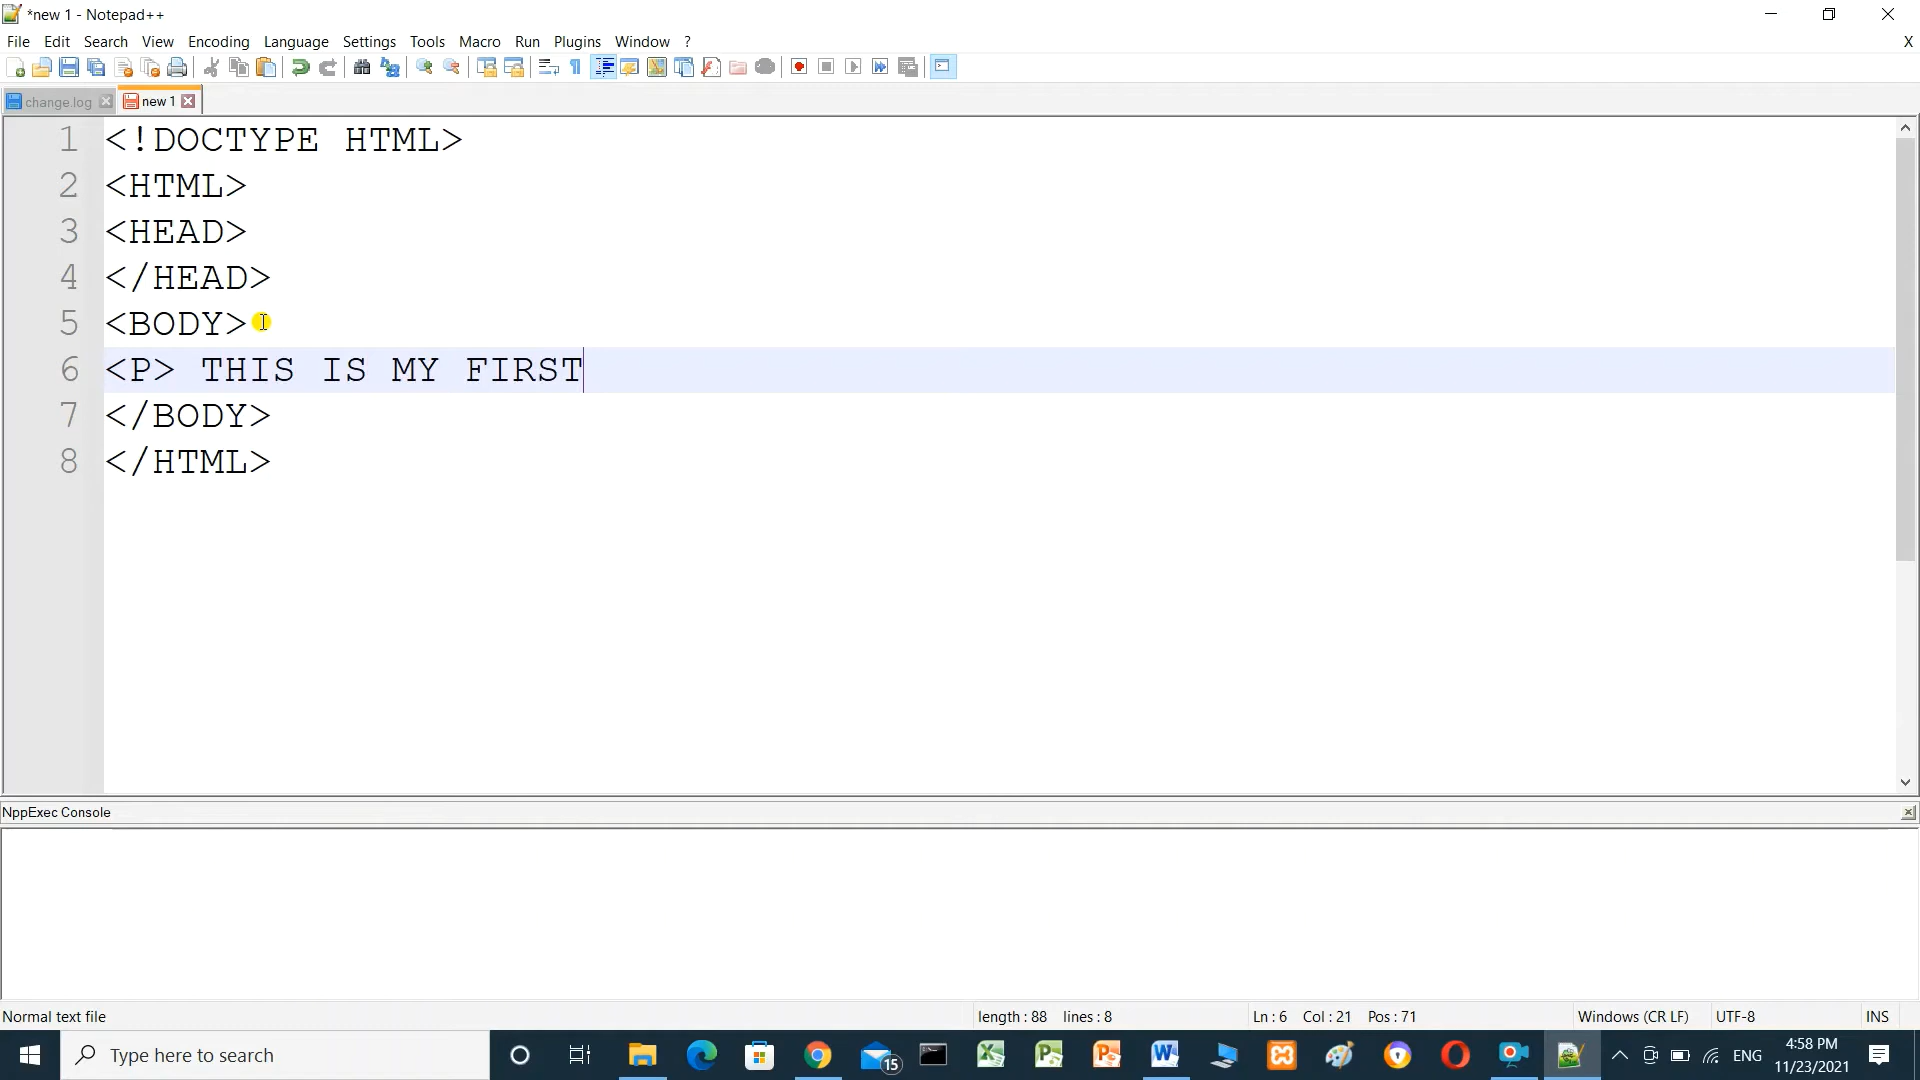 *new 1 - Notepad++
File Edit Search View Encoding Language Settings Tools Macro Run Plugins Window ? X
change.log new 1
1 <!DOCTYPE HTML>
2 <HTML>
3 <HEAD>
4 </HEAD>
5 <BODY>
6 <P> THIS IS MY FIRST
7 </BODY>
8 </HTML>
NppExec Console
Normal text file length : 88 lines : 8 Ln : 6 Col : 21 Pos : 71 Windows (CR LF) UTF-8 INS
Type here to search 15 ENG 4:58 PM
11/23/2021